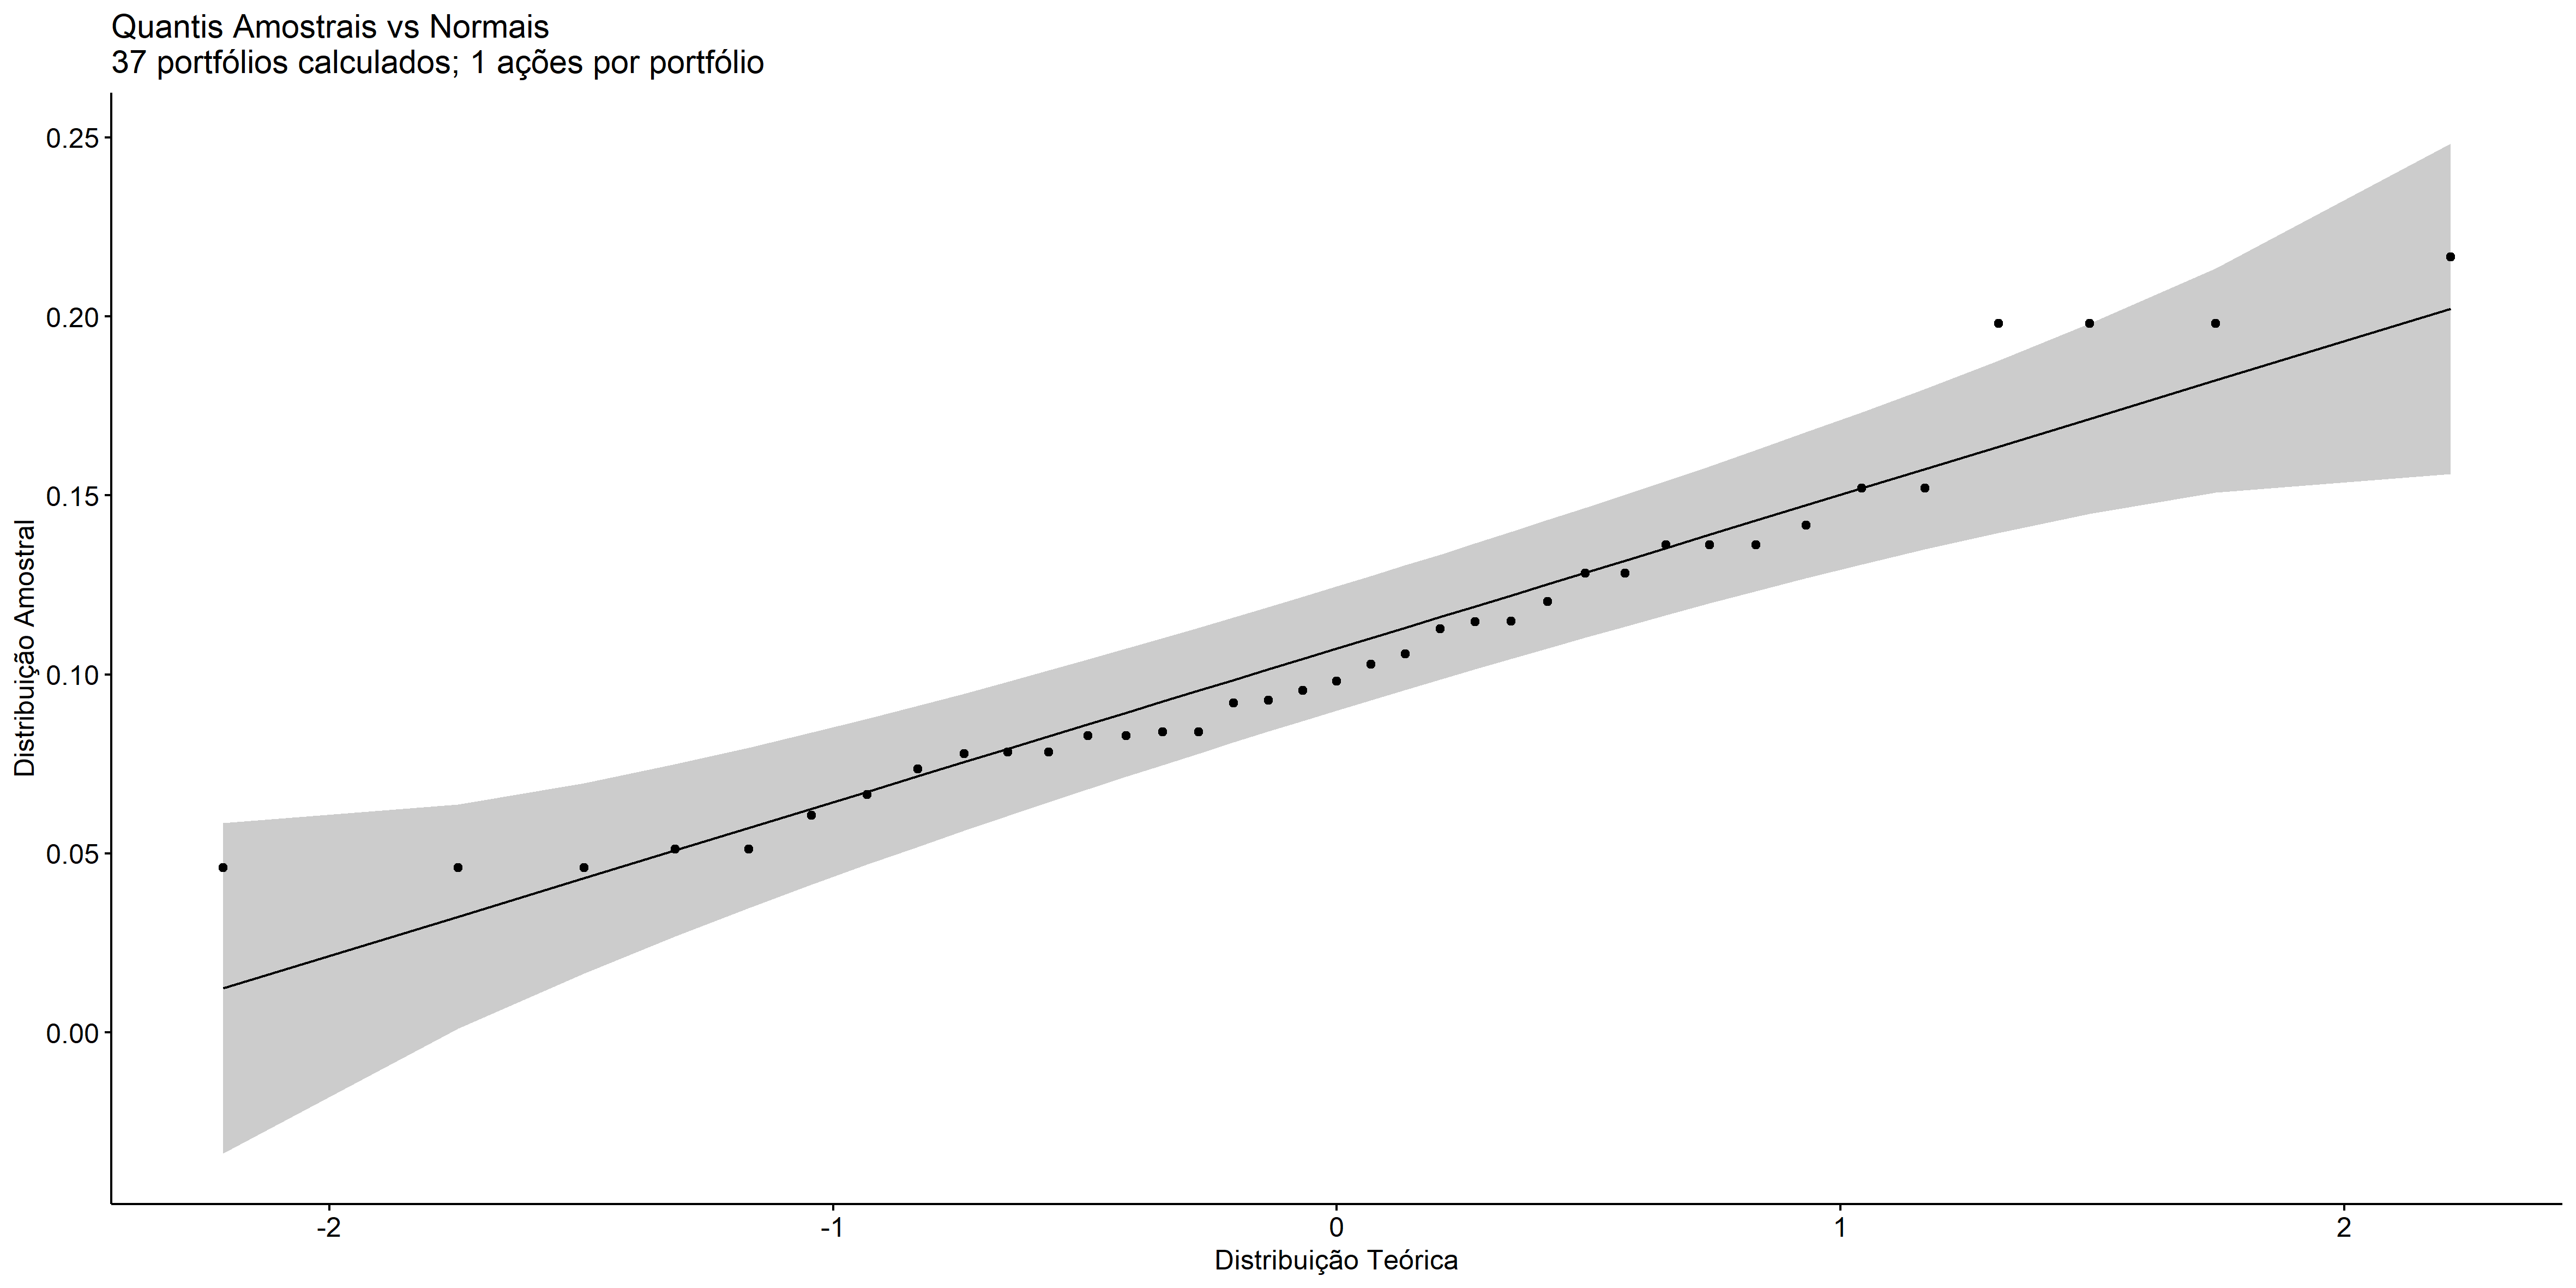 Quantis Amostrais vs Normais
37 portfólios calculados; 1 ações por portfólio
0.25
0.20
0.15
0.10
0.05
0.00
Distribuição Amostral
-2
-1
0
1
2
Distribuição Teórica